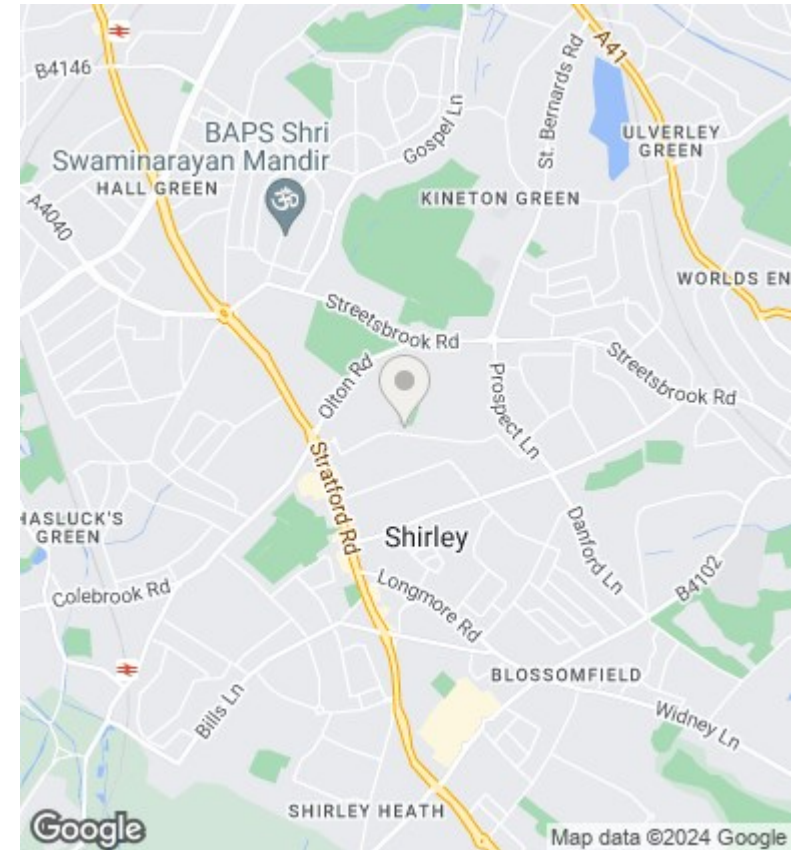 A41
B4146
St. Bernards Rd
ULVERLEY
GREEN
BAPS Shri
Swaminarayan Mandir
Gospel Ln
HALL GREEN
KINETON GREEN
A4040
WORLDS EN
Streetsbrook Rd
Streetsbrook Rd
Olton Rd
Prospect Ln
Stratford Rd
HASLUCK'S
GREEN
Shirley
Danford Ln
Colebrook Rd
Longmore Rd
B4102
BLOSSOMFIELD
Bills Ln
Widney Ln
SHIRLEY HEATH
Google
Map data ©2024 Google